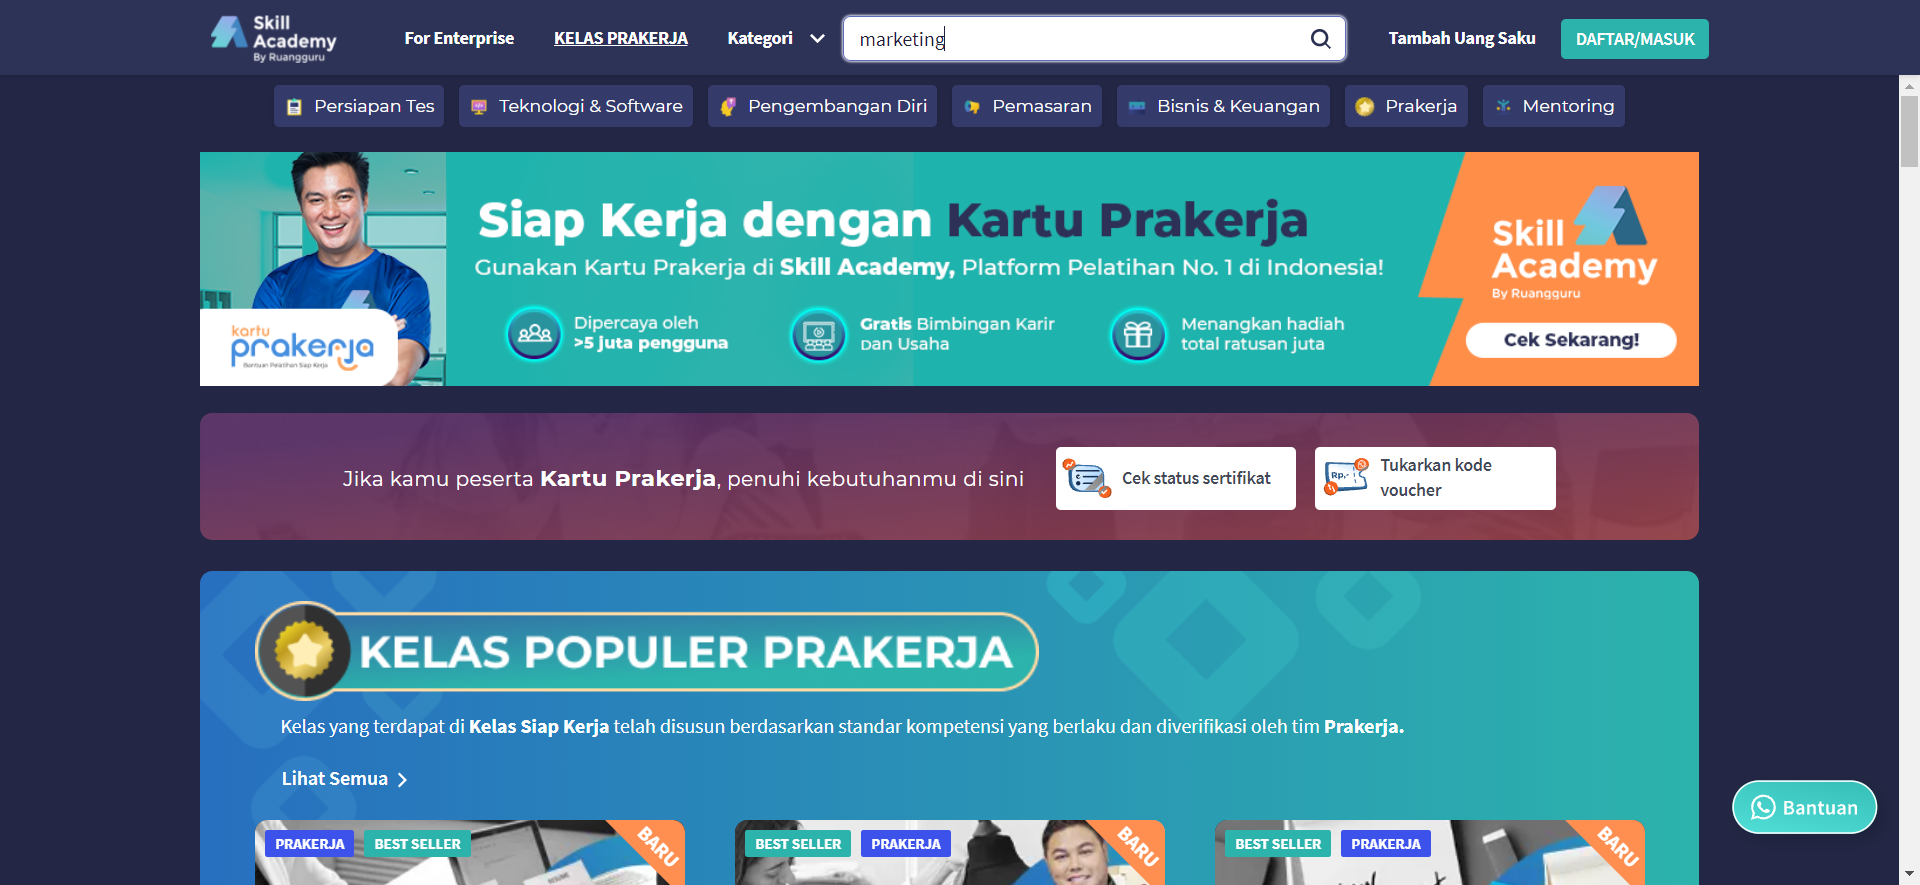 Skill
Academy
By Ruangguru
For Enterprise
KELAS PRAKERJA
Kategori
marketing
Tambah Uang Saku
DAFTAR/MASUK
Persiapan Tes
Teknologi & Software
Pengembangan Diri
Pemasaran
Bisnis & Keuangan
Prakerja
Mentoring
Siap Kerja dengan Kartu Prakerja
Gunakan Kartu Prakerja di Skill Academy, Platform Pelatihan No. 1 di Indonesia!
Dipercaya oleh
>5 juta pengguna
Gratis Bimbingan Karir
Dan Usaha
Menangkan hadiah
total ratusan juta
kartu
prakerja
Bantuan Pelatihan Siap Kerja
Skill
Academy
By Ruangguru
Cek Sekarang!
Jika kamu peserta Kartu Prakerja, penuhi kebutuhanmu di sini
Cek status sertifikat
Rp.-
Tukarkan kode
voucher
KELAS POPULER PRAKERJA
Kelas yang terdapat di Kelas Siap Kerja telah disusun berdasarkan standar kompetensi yang berlaku dan diverifikasi oleh tim Prakerja.
Lihat Semua
Bantuan
PRAKERJA
BEST SELLER
BARU
RESUME
BEST SELLER
PRAKERJA
BARU
BEST SELLER
PRAKERJA
BARU